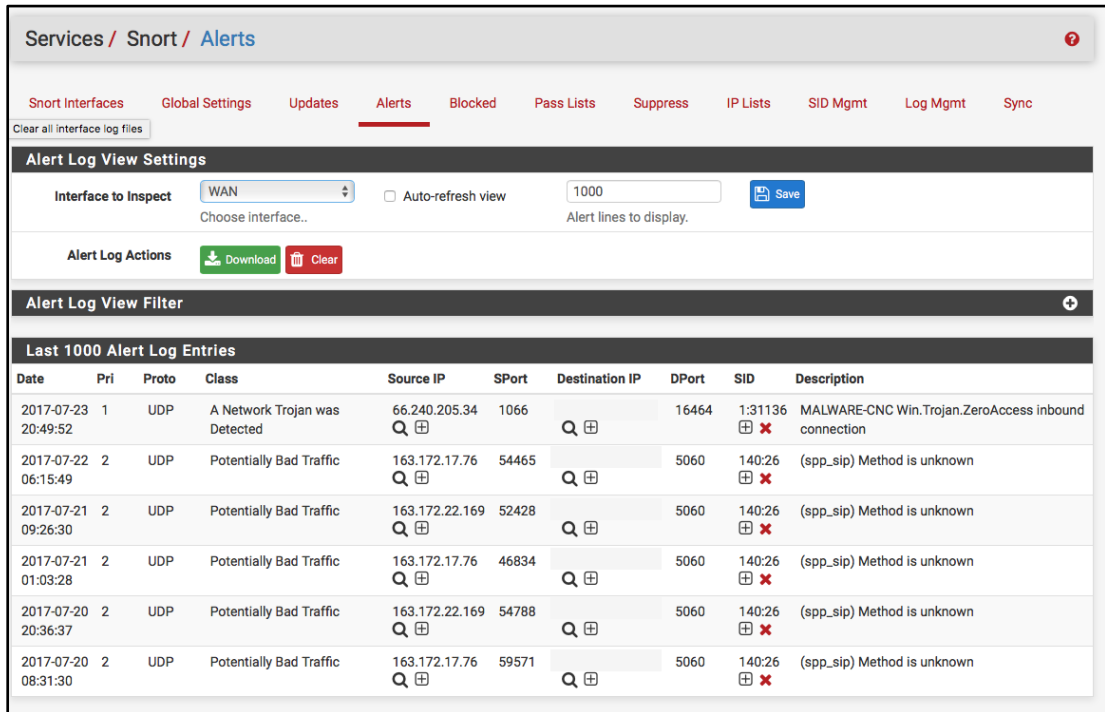 Services / Snort / Alerts
Snort Interfaces Global Settings Updates Alerts Blocked Pass Lists Suppress IP Lists SID Mgmt Log Mgmt Sync
Clear all interface log files
Alert Log View Settings
Interface to Inspect WAN Auto-refresh view 1000 Save
Choose interface.. Alert lines to display.
Alert Log Actions Download Clear
Alert Log View Filter
Last 1000 Alert Log Entries
Date Pri Proto Class Source IP SPort Destination IP DPort SID Description
2017-07-23 1 UDP A Network Trojan was 66.240.205.34 1066 16464 1:31136 MALWARE-CNC Win.Trojan.ZeroAccess inbound
20:49:52 Detected connection
2017-07-22 2 UDP Potentially Bad Traffic 163.172.17.76 54465 5060 140:26 (spp_sip) Method is unknown
06:15:49
2017-07-21 2 UDP Potentially Bad Traffic 163.172.22.169 52428 5060 140:26 (spp_sip) Method is unknown
09:26:30
2017-07-21 2 UDP Potentially Bad Traffic 163.172.17.76 46834 5060 140:26 (spp_sip) Method is unknown
01:03:28
2017-07-20 2 UDP Potentially Bad Traffic 163.172.22.169 54788 5060 140:26 (spp_sip) Method is unknown
20:36:37
2017-07-20 2 UDP Potentially Bad Traffic 163.172.17.76 59571 5060 140:26 (spp_sip) Method is unknown
08:31:30